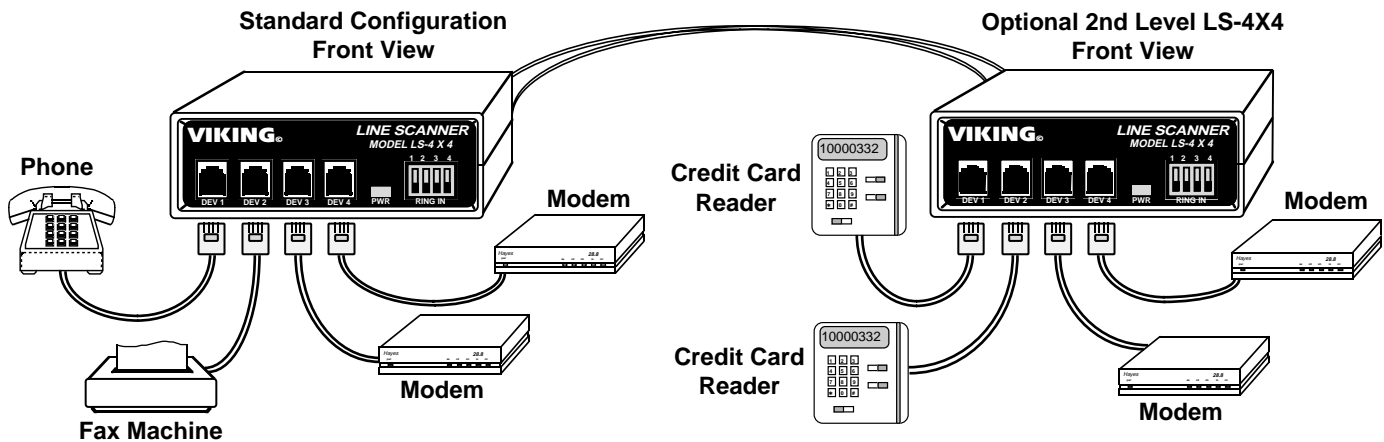 Standard Configuration
Front View
Optional 2nd Level LS-4X4
Front View
VIKING©
LINE SCANNER
MODEL LS-4 X 4
1 2 3 4
DEV 1 DEV 2 DEV 3 DEV 4 PWR RING IN
Phone
Fax Machine
Modem
Hayes 28.8
Modem
Hayes 28.8
VIKING©
LINE SCANNER
MODEL LS-4 X 4
1 2 3 4
DEV 1 DEV 2 DEV 3 DEV 4 PWR RING IN
Credit Card
Reader
10000332
Credit Card
Reader
10000332
Modem
Hayes 28.8
Modem
Hayes 28.8